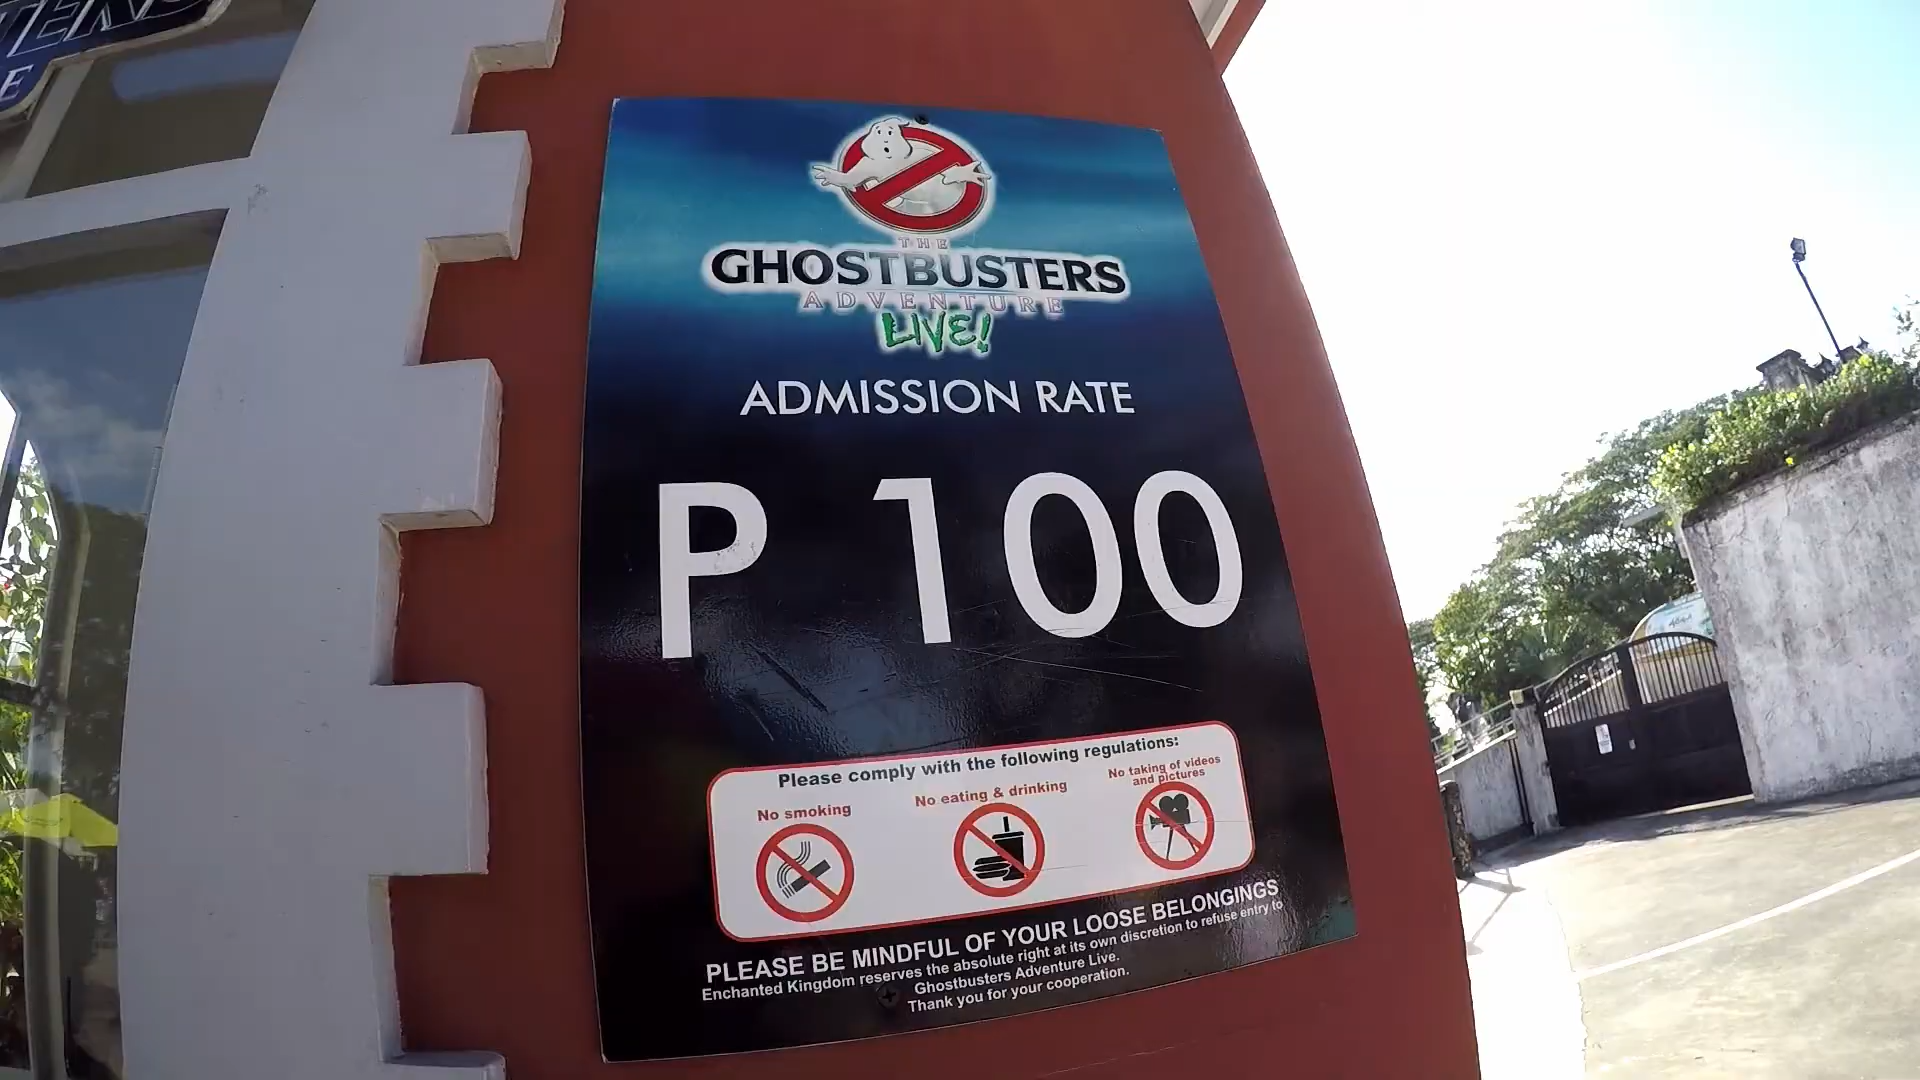 THE
GHOSTBUSTERS
ADVENTURE
LIVE!
ADMISSION RATE
P 100
Please comply with the following regulations:
No smoking
No eating & drinking
No taking of videos
and pictures
PLEASE BE MINDFUL OF YOUR LOOSE BELONGINGS
Enchanted Kingdom reserves the absolute right at its own discretion to refuse entry to
Ghostbusters Adventure Live.
Thank you for your cooperation.